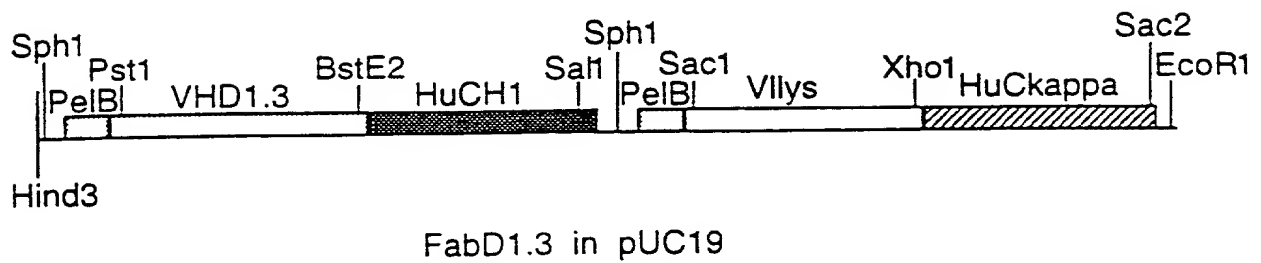 Sph1 Sph1 Sac2
Pst1 BstE2 Sal1 Sac1 Xho1 EcoR1
PelB VHD1.3 HuCH1 PelB Vllys HuCkappa
Hind3
FabD1.3 in pUC19